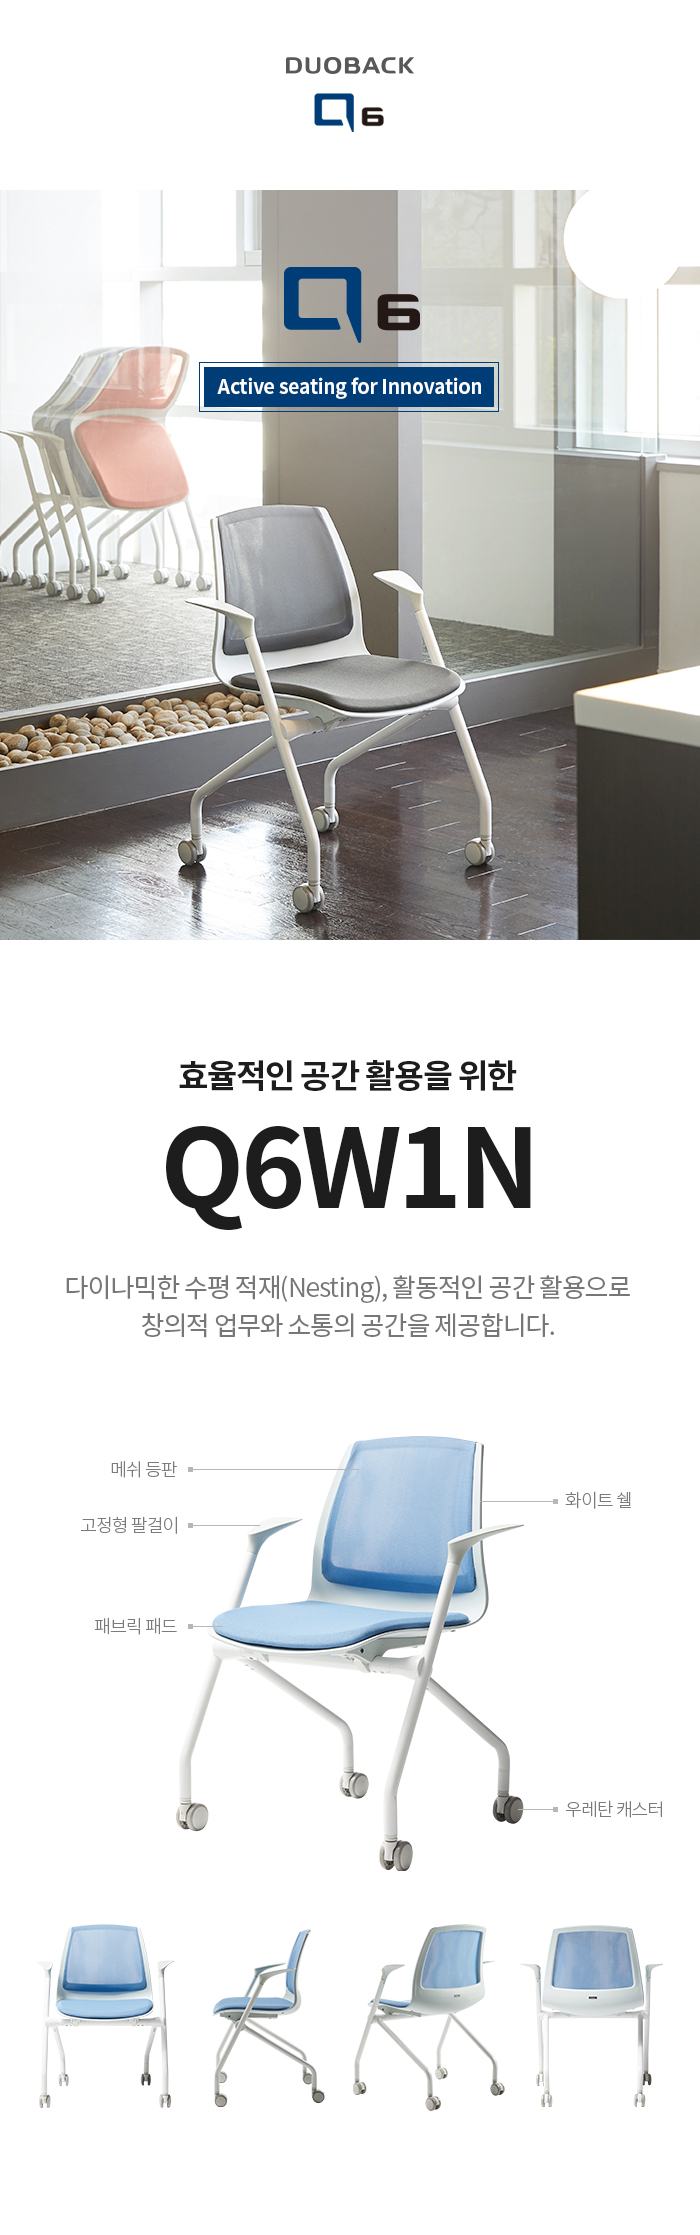 DUOBACK
Q6
Q6
Active seating for Innovation
효율적인 공간 활용을 위한
Q6W1N
다이나믹한 수평 적재(Nesting), 활동적인 공간 활용으로
창의적 업무와 소통의 공간을 제공합니다.
메쉬 등판
화이트 쉘
고정형 팔걸이
패브릭 패드
우레탄 캐스터